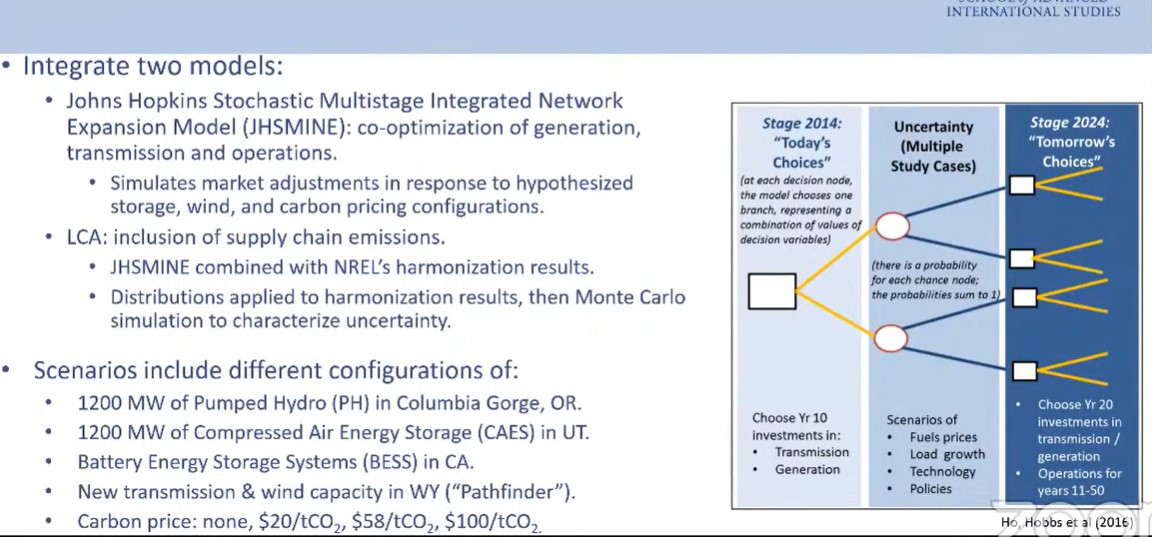 SCHOOL of ADVANCED
INTERNATIONAL STUDIES
• Integrate two models:
• Johns Hopkins Stochastic Multistage Integrated Network
Expansion Model (JHSMINE): co-optimization of generation,
transmission and operations.
• Simulates market adjustments in response to hypothesized
storage, wind, and carbon pricing configurations.
• LCA: inclusion of supply chain emissions.
• JHSMINE combined with NREL's harmonization results.
• Distributions applied to harmonization results, then Monte Carlo
simulation to characterize uncertainty.
• Scenarios include different configurations of:
• 1200 MW of Pumped Hydro (PH) in Columbia Gorge, OR.
• 1200 MW of Compressed Air Energy Storage (CAES) in UT.
• Battery Energy Storage Systems (BESS) in CA.
• New transmission & wind capacity in WY ("Pathfinder").
• Carbon price: none, $20/tCO₂, $58/tCO₂, $100/tCO₂
Stage 2014:
"Today's
Choices"
(at each decision node,
the model chooses one
branch, representing a
combination of values of
decision variables)
Choose Yr 10
investments in:
• Transmission
• Generation
Uncertainty
(Multiple
Study Cases)
(there is a probability
for each chance node;
the probabilities sum to 1)
Scenarios of
• Fuels prices
• Load growth
• Technology
• Policies
Stage 2024:
"Tomorrow's
Choices"
• Choose Yr 20
investments in
transmission /
generation
• Operations for
years 11-50
Ho, Hobbs et al (2016)
zoom